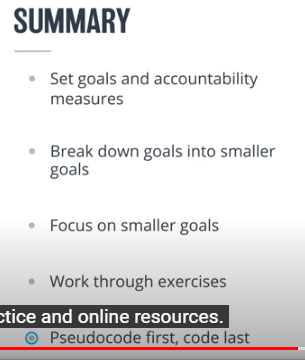 SUMMARY
Set goals and accountability
measures
Break down goals into smaller
goals
Focus on smaller goals
Work through exercises
practice and online resources.
Pseudocode first, code last